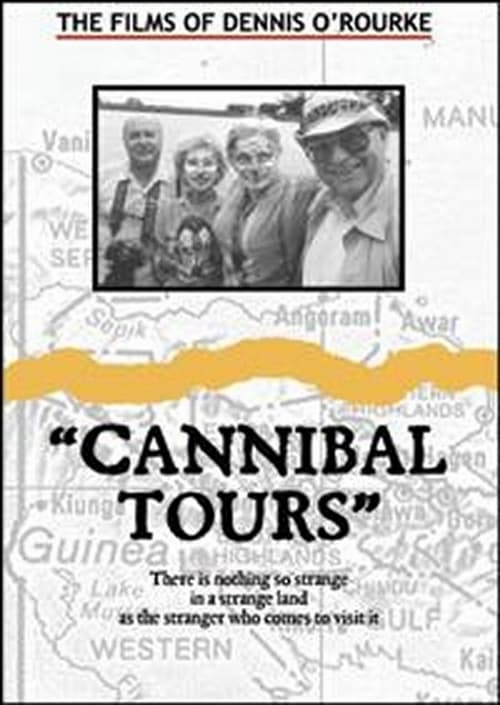 THE FILMS OF DENNIS O'ROURKE
MANU
Vani
WE
SEP
Sepik
Angoram
Awar
HIGHLANDS
"CANNIBAL
TOURS"
Kiunga
Guinea
HIGHLANDS
There is nothing so strange
in a strange land
as the stranger who comes to visit it
Lake
GULF
WESTERN
Kai